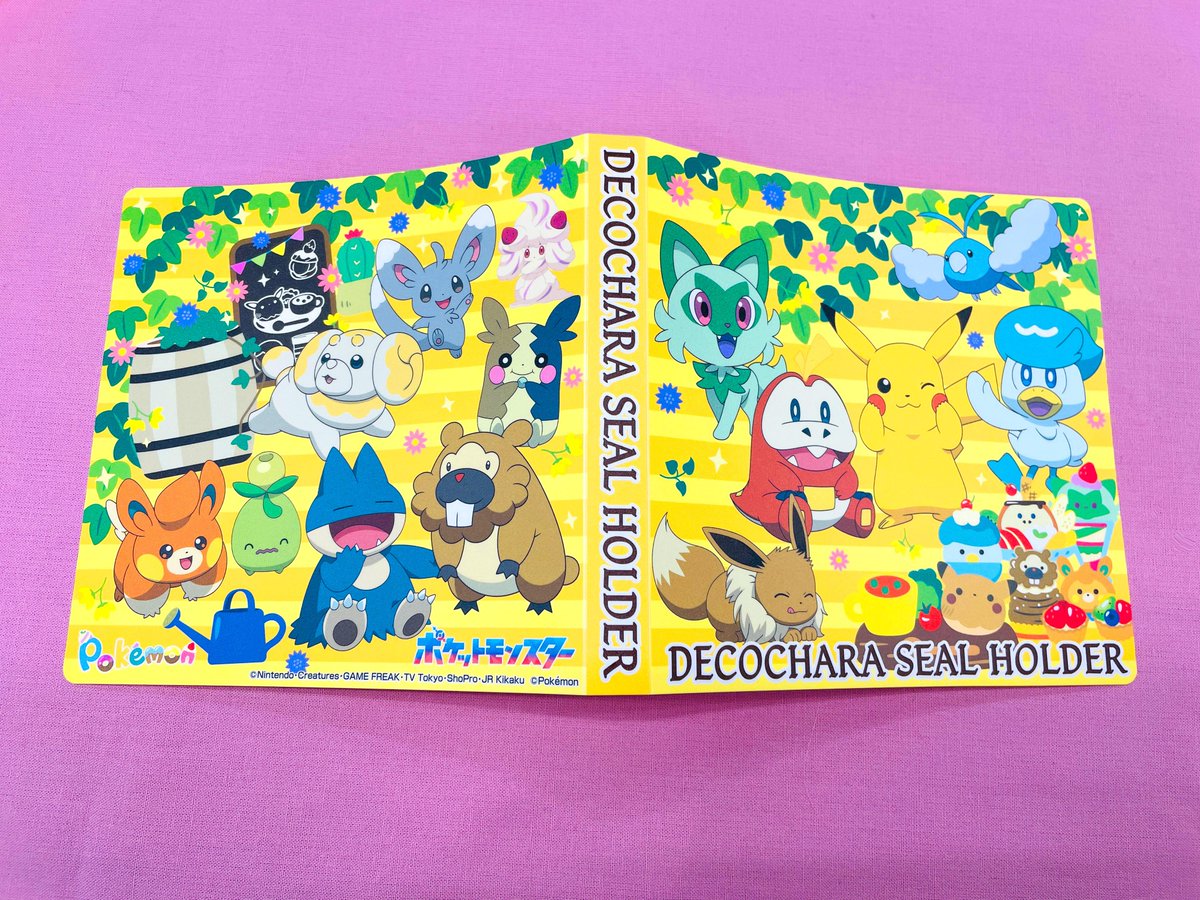 Pokémon
ポケットモンスター
©Nintendo･Creatures･GAME FREAK･TV Tokyo･ShoPro･JR Kikaku ©Pokémon
DECOCHARA SEAL HOLDER
DECOCHARA SEAL HOLDER